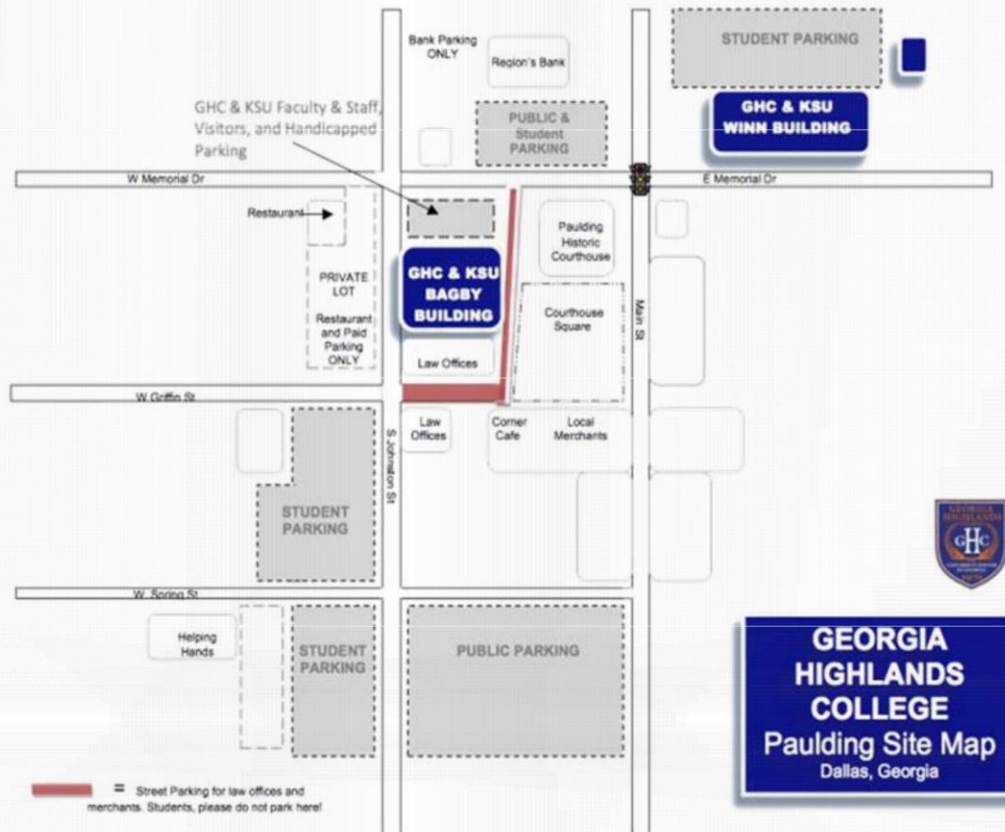 Bank Parking
ONLY
Region's Bank
STUDENT PARKING
GHC & KSU Faculty & Staff,
Visitors, and Handicapped
Parking
PUBLIC &
Student
PARKING
GHC & KSU
WINN BUILDING
W Memorial Dr
E Memorial Dr
Restaurant
Paulding
Historic
Courthouse
PRIVATE
LOT
Restaurant
and Paid
Parking
ONLY
GHC & KSU
BAGBY
BUILDING
Courthouse
Square
Main St
Law Offices
W Griffin St
Law
Offices
Corner
Cafe
Local
Merchants
S Johnston St
STUDENT
PARKING
GEORGIA
HIGHLANDS
GHC
W Spring St
Helping
Hands
STUDENT
PARKING
PUBLIC PARKING
GEORGIA
HIGHLANDS
COLLEGE
Paulding Site Map
Dallas, Georgia
= Street Parking for law offices and
merchants. Students, please do not park here!